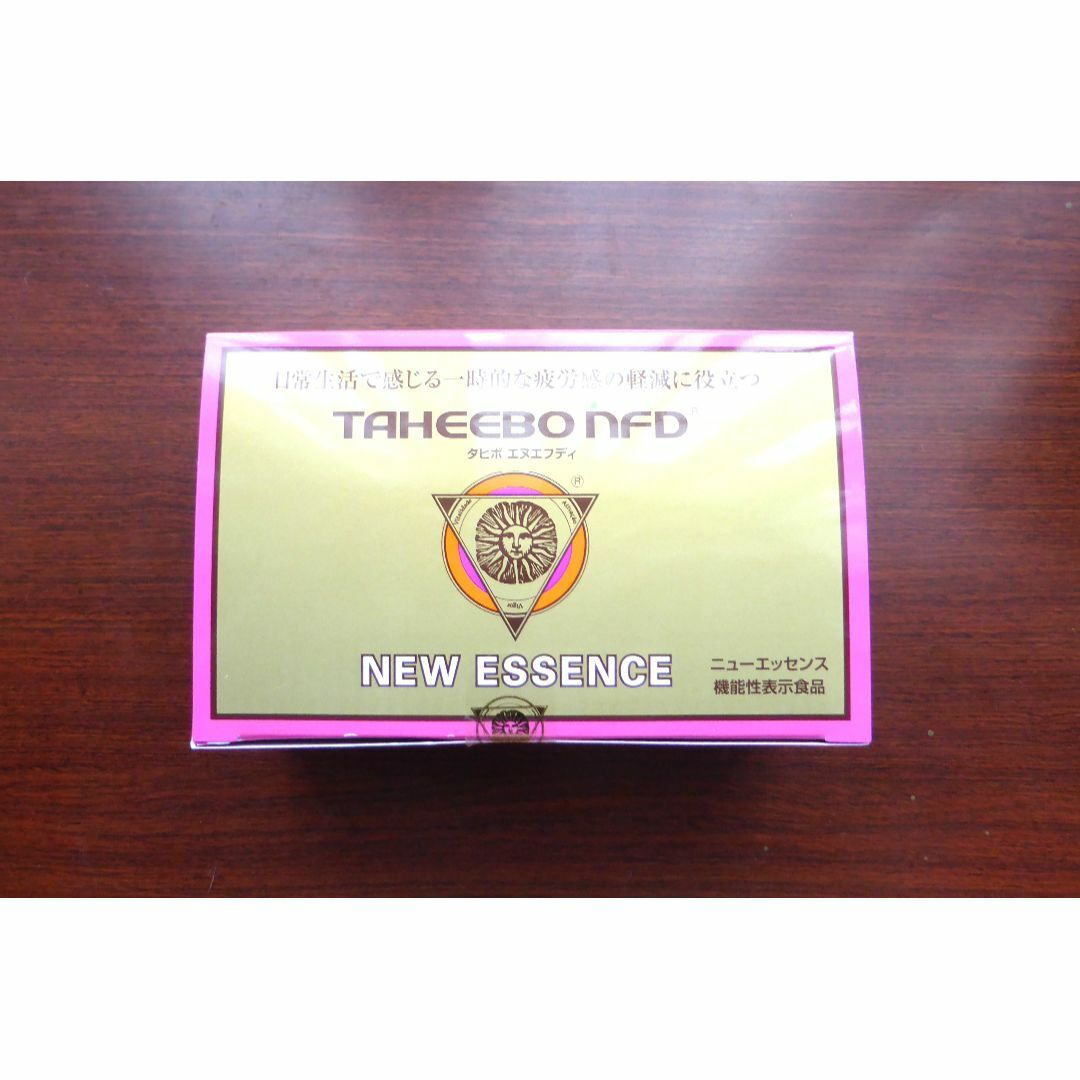 日常生活で感じる一時的な疲労感の軽減に役立つ
TAHEEBO NFD®
タヒボ エヌエフディ
®
Vitalidade
Vigor
NEW ESSENCE
ニューエッセンス
機能性表示食品